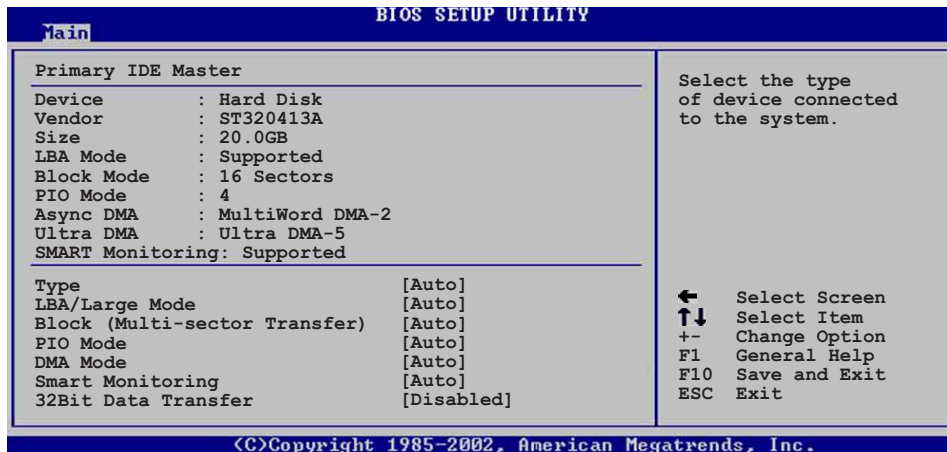 BIOS SETUP UTILITY
Main
Primary IDE Master
Device : Hard Disk
Vendor : ST320413A
Size : 20.0GB
LBA Mode : Supported
Block Mode : 16 Sectors
PIO Mode : 4
Async DMA : MultiWord DMA-2
Ultra DMA : Ultra DMA-5
SMART Monitoring: Supported
Type [Auto]
LBA/Large Mode [Auto]
Block (Multi-sector Transfer) [Auto]
PIO Mode [Auto]
DMA Mode [Auto]
Smart Monitoring [Auto]
32Bit Data Transfer [Disabled]
Select the type
of device connected
to the system.
← Select Screen
↑↓ Select Item
+- Change Option
F1 General Help
F10 Save and Exit
ESC Exit
(C)Copyright 1985-2002, American Megatrends, Inc.